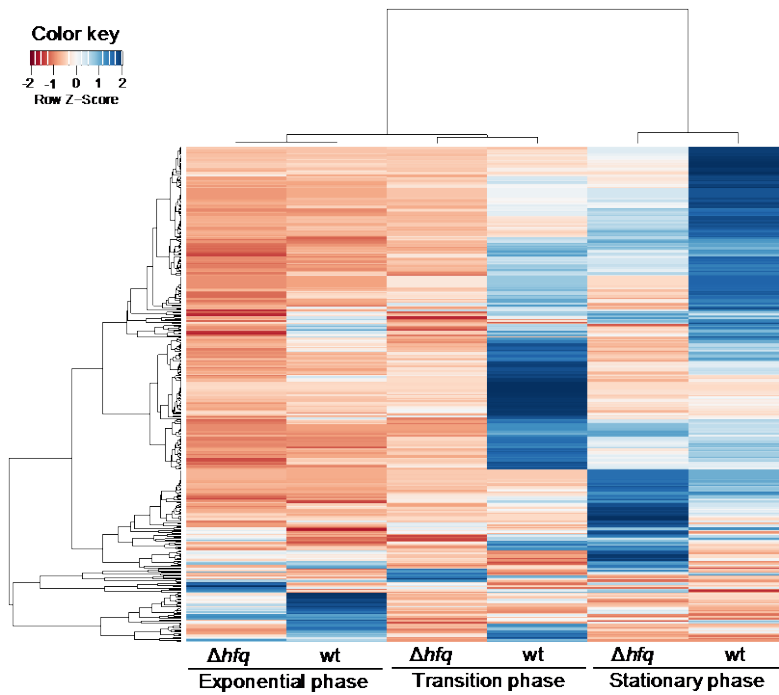 Color key
-2 -1 0 1 2
Row Z-Score
Δhfq wt Δhfq wt Δhfq wt
Exponential phase Transition phase Stationary phase